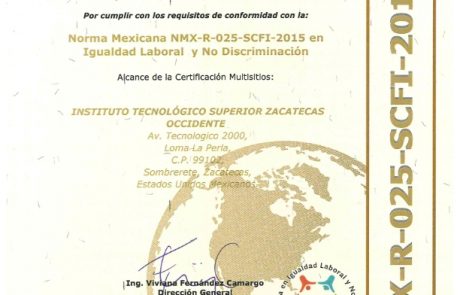 Por cumplir con los requisitos de conformidad con la:
Norma Mexicana NMX-R-025-SCFI-2015 en
Igualdad Laboral y No Discriminación
Alcance de la Certificación Multisitios:
INSTITUTO TECNOLÓGICO SUPERIOR ZACATECAS
OCCIDENTE
Av. Tecnologico 2000,
Loma La Perla,
C.P. 99102,
Sombrerete, Zacatecas,
Estados Unidos Mexicanos.
Ing. Viviana Fernández Camargo
Dirección General
en Igualdad Laboral y No
X-R-025-SCFI-201